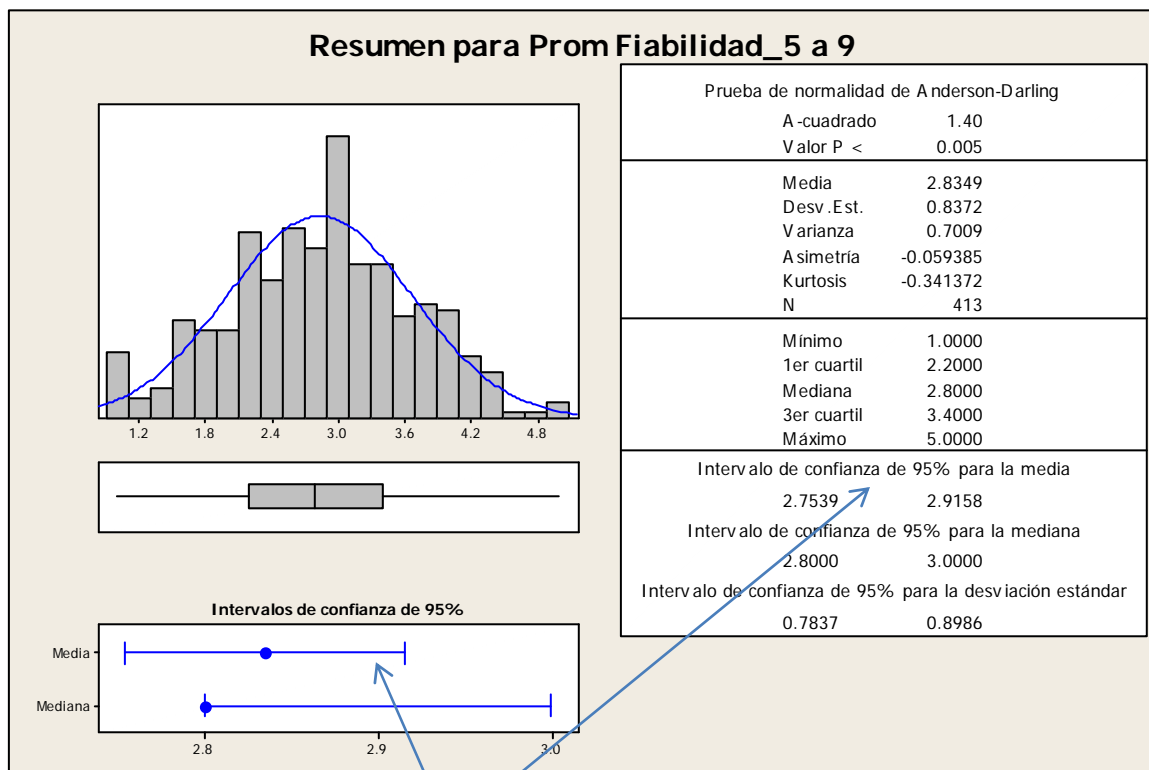 Resumen para Prom Fiabilidad_5 a 9
1.2 1.8 2.4 3.0 3.6 4.2 4.8
Intervalos de confianza de 95%
Media
Mediana
2.8 2.9 3.0
Prueba de normalidad de Anderson-Darling
A-cuadrado 1.40
Valor P < 0.005
Media 2.8349
Desv.Est. 0.8372
Varianza 0.7009
Asimetría -0.059385
Kurtosis -0.341372
N 413
Mínimo 1.0000
1er cuartil 2.2000
Mediana 2.8000
3er cuartil 3.4000
Máximo 5.0000
Intervalo de confianza de 95% para la media
2.7539 2.9158
Intervalo de confianza de 95% para la mediana
2.8000 3.0000
Intervalo de confianza de 95% para la desviación estándar
0.7837 0.8986